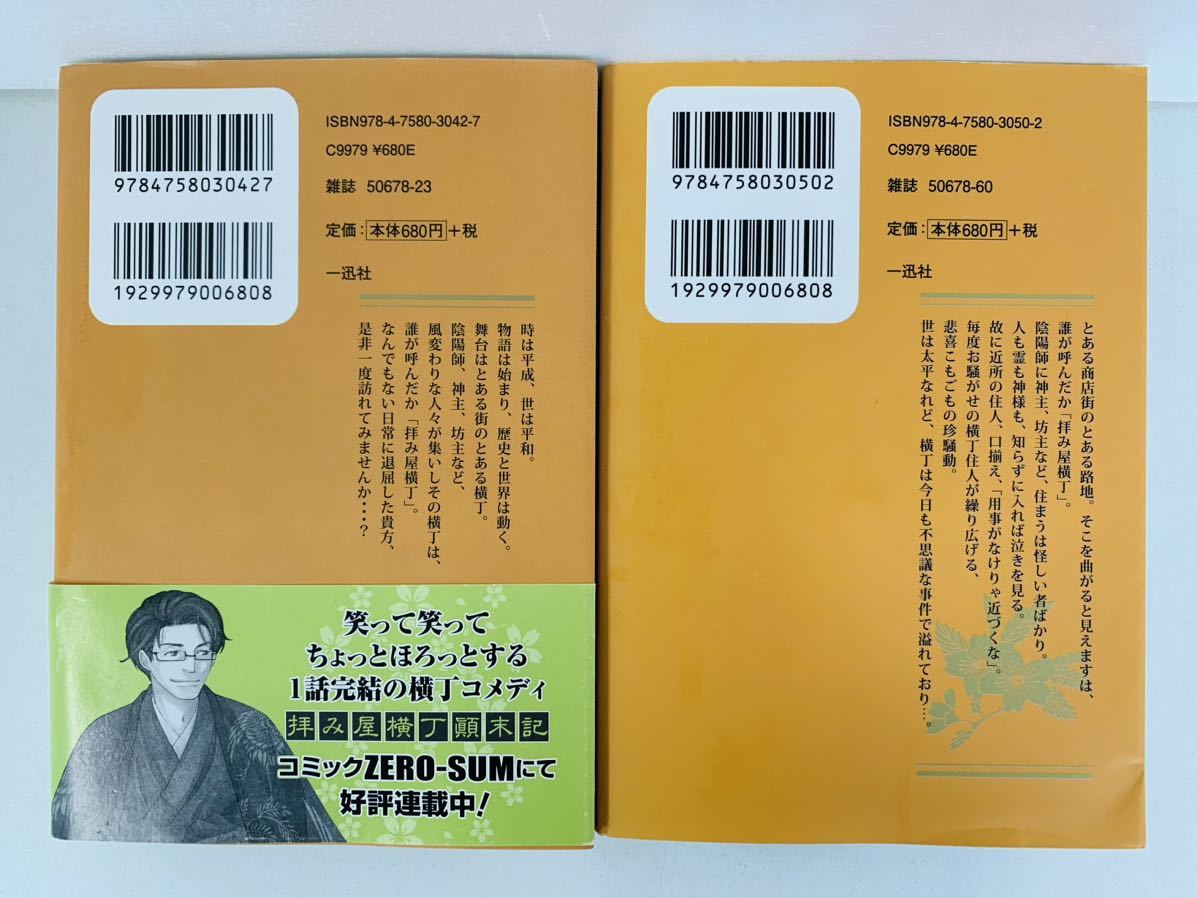 9784758030427
1929979006808
ISBN978-4-7580-3042-7
C9979 ¥680E
雑誌 50678-23
定価:本体680円+税
一迅社
時は平成、世は平和。
物語は始まり、歴史と世界は動く。
舞台はとある街のとある横丁。
陰陽師、神主、坊主など、
風変わりな人々が集いしその横丁は、
誰が呼んだか「拝み屋横丁」。
なんでもない日常に退屈した貴方、
是非一度訪れてみませんか・・・?
笑って笑って
ちょっとほろっとする
1話完結の横丁コメディ
拝み屋横丁顚末記
コミックZERO-SUMにて
好評連載中!
9784758030502
1929979006808
ISBN978-4-7580-3050-2
C9979 ¥680E
雑誌 50678-60
定価:本体680円+税
一迅社
とある商店街のとある路地。そこを曲がると見えますは、
誰が呼んだか「拝み屋横丁」。
陰陽師に神主、坊主など、住まうは怪しい者ばかり。
人も霊も神様も、知らずに入れば泣きを見る。
故に近所の住人、口揃え、「用事がなけりゃ近づくな」。
毎度お騒がせの横丁住人が繰り広げる、
悲喜こもごもの珍騒動。
世は太平なれど、横丁は今日も不思議な事件で溢れており…。